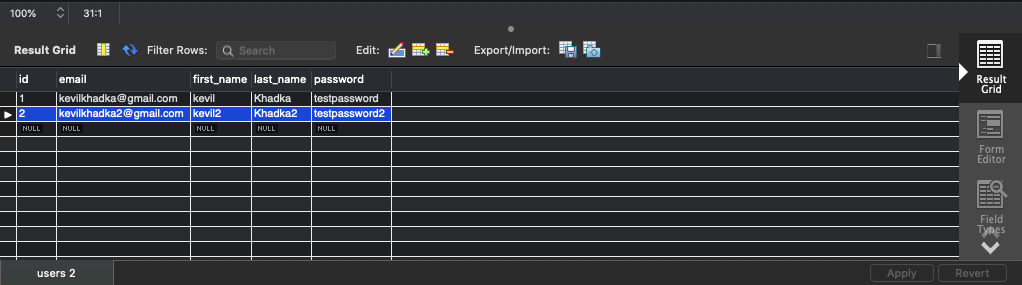 100% 31:1
Result Grid Filter Rows: Search Edit: Export/Import:
id email first_name last_name password
1 kevilkhadka@gmail.com kevil Khadka testpassword
2 kevilkhadka2@gmail.com kevil2 Khadka2 testpassword2
NULL NULL NULL NULL NULL
Result
Grid
Form
Editor
Field
Types
users 2 Apply Revert